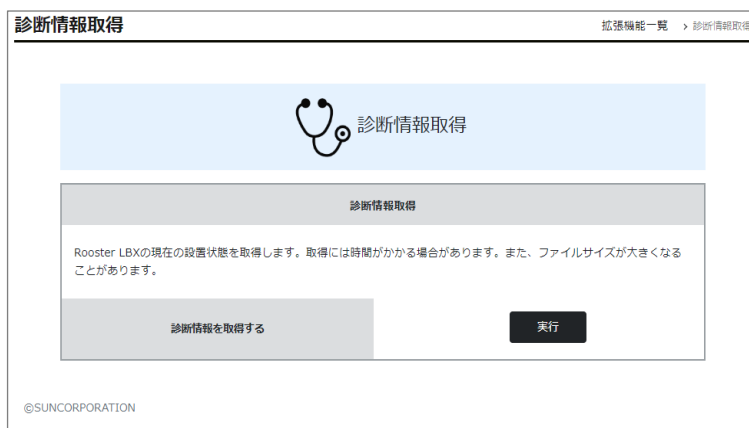 診断情報取得
拡張機能一覧 > 診断情報取得
診断情報取得
診断情報取得
Rooster LBXの現在の設置状態を取得します。取得には時間がかかる場合があります。また、ファイルサイズが大きくなる
ことがあります。
診断情報を取得する
実行
©SUNCORPORATION